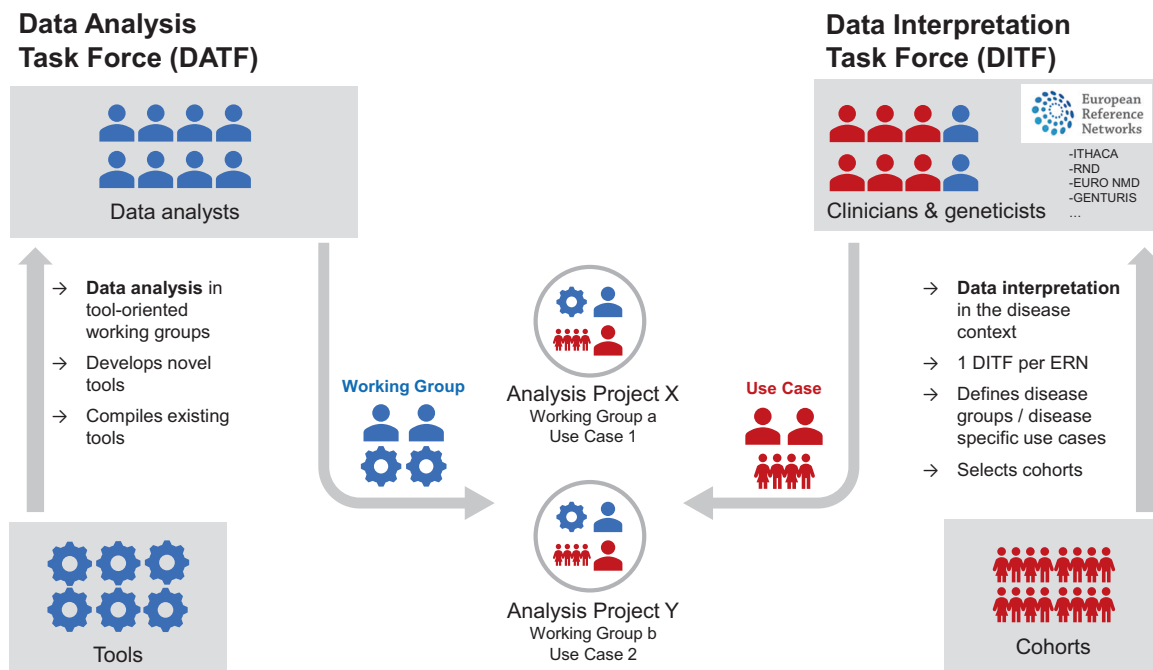 Data Analysis
Task Force (DATF)
Data analysts
→ Data analysis in
tool-oriented
working groups
→ Develops novel
tools
→ Compiles existing
tools
Tools
Working Group
Analysis Project X
Working Group a
Use Case 1
Analysis Project Y
Working Group b
Use Case 2
Use Case
Data Interpretation
Task Force (DITF)
European
Reference
Networks
-ITHACA
-RND
-EURO NMD
-GENTURIS
...
Clinicians & geneticists
→ Data interpretation
in the disease
context
→ 1 DITF per ERN
→ Defines disease
groups / disease
specific use cases
→ Selects cohorts
Cohorts